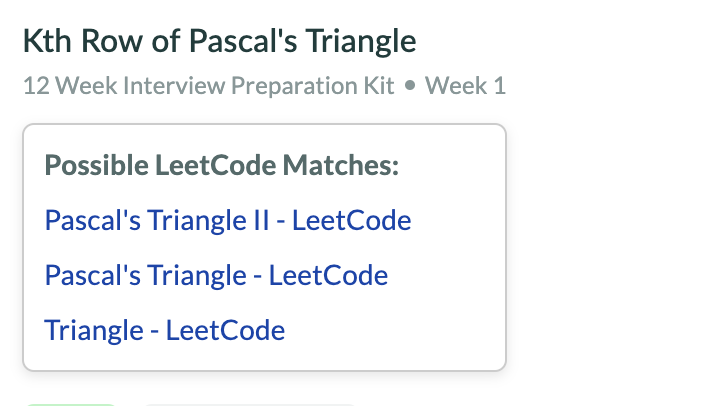 Kth Row of Pascal's Triangle
12 Week Interview Preparation Kit • Week 1
Possible LeetCode Matches:
Pascal's Triangle II - LeetCode
Pascal's Triangle - LeetCode
Triangle - LeetCode